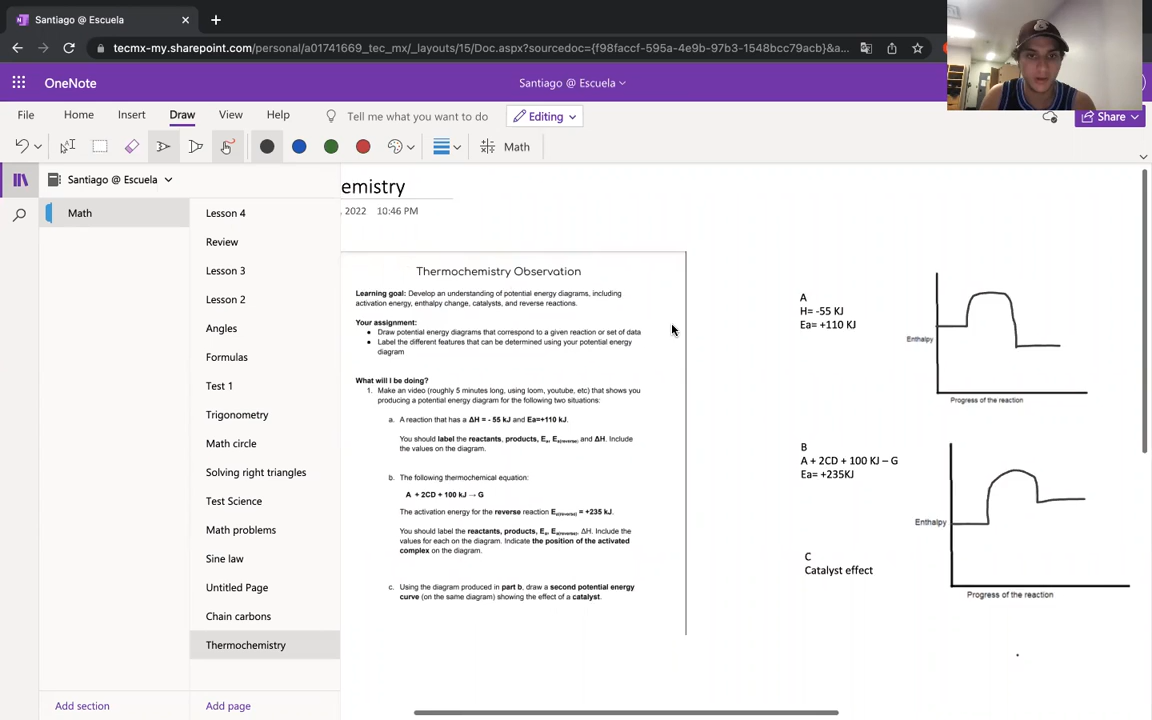 Santiago @ Escuela
tecmx-my.sharepoint.com/personal/a01741669_tec_mx/_layouts/15/Doc.aspx?sourcedoc={f98faccf-595a-4e9b-97b3-1548bcc79acb}&a...
OneNote
Santiago @ Escuela
File Home Insert Draw View Help Tell me what you want to do Editing Share
Math
Santiago @ Escuela
Math
Lesson 4
Review
Lesson 3
Lesson 2
Angles
Formulas
Test 1
Trigonometry
Math circle
Solving right triangles
Test Science
Math problems
Sine law
Untitled Page
Chain carbons
Thermochemistry
Add section
Add page
emistry
, 2022 10:46 PM
Thermochemistry Observation
Learning goal: Develop an understanding of potential energy diagrams, including
activation energy, enthalpy change, catalysts, and reverse reactions.
Your assignment:
● Draw potential energy diagrams that correspond to a given reaction or set of data
● Label the different features that can be determined using your potential energy
diagram
What will I be doing?
1. Make an video (roughly 5 minutes long, using loom, youtube, etc) that shows you
producing a potential energy diagram for the following two situations:
a. A reaction that has a ΔH = - 55 kJ and Ea=+110 kJ.
You should label the reactants, products, Ea, Ea(reverse) and ΔH. Include
the values on the diagram.
b. The following thermochemical equation:
A + 2CD + 100 kJ → G
The activation energy for the reverse reaction Ea(reverse) = +235 kJ.
You should label the reactants, products, Ea, Ea(reverse), ΔH. Include the
values for each on the diagram. Indicate the position of the activated
complex on the diagram.
c. Using the diagram produced in part b, draw a second potential energy
curve (on the same diagram) showing the effect of a catalyst.
A
H= -55 KJ
Ea= +110 KJ
Enthalpy
Progress of the reaction
B
A + 2CD + 100 KJ – G
Ea= +235KJ
Enthalpy
Progress of the reaction
C
Catalyst effect